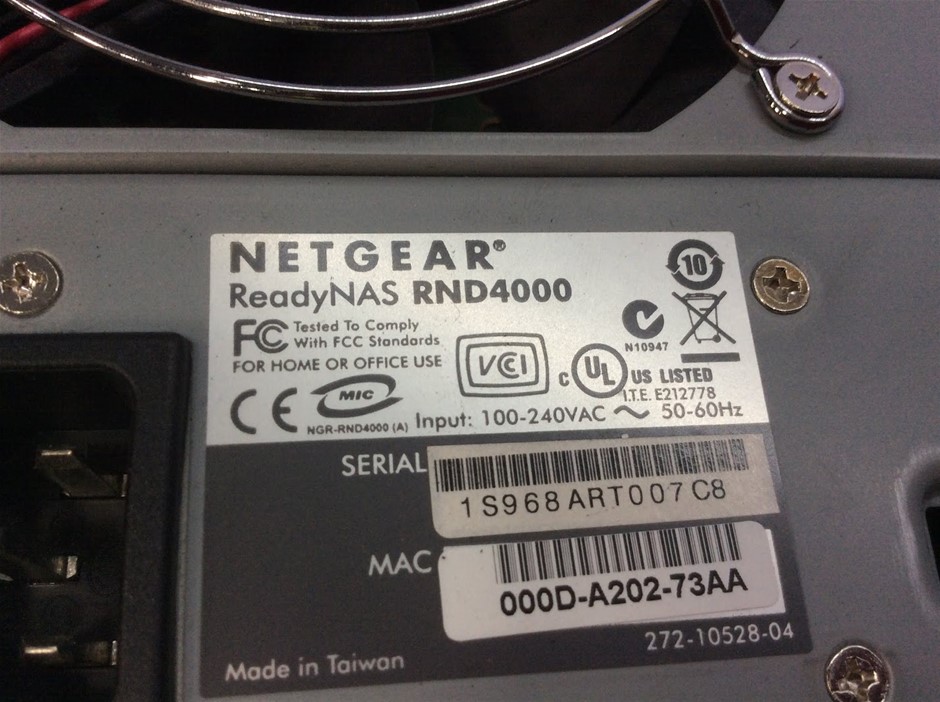 NETGEAR®
ReadyNAS RND4000
10
FC Tested To Comply
With FCC Standards
FOR HOME OR OFFICE USE
N10947
VCI
c UL US LISTED
I.T.E. E212778
CE MIC
NGR-RND4000 (A)
Input: 100-240VAC ~ 50-60Hz
SERIAL
1S968ART007C8
MAC
000D-A202-73AA
272-10528-04
Made in Taiwan